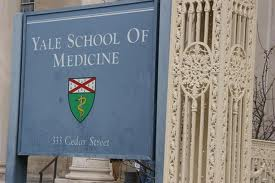 YALE SCHOOL OF
MEDICINE
333 Cedar Street